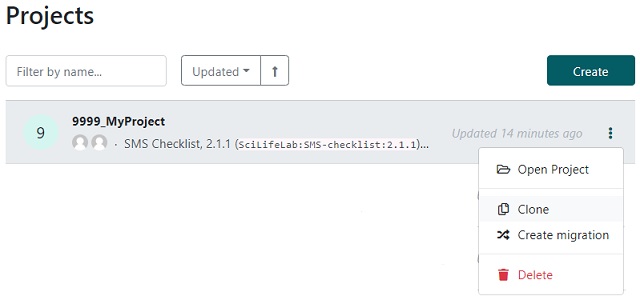 Projects
Filter by name...
Updated
Create
9
9999_MyProject
· SMS Checklist, 2.1.1 (SciLifeLab:SMS-checklist:2.1.1)...
Updated 14 minutes ago
Open Project
Clone
Create migration
Delete